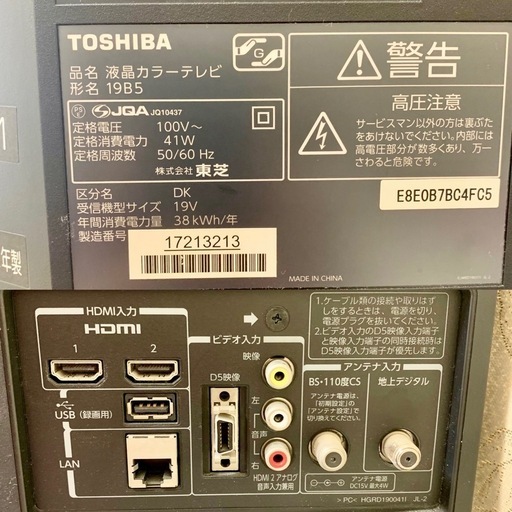 TOSHIBA
品名 液晶カラーテレビ
形名 19B5
JQA JQ10437
定格電圧 100V～
定格消費電力 41W
定格周波数 50/60 Hz
株式会社 東芝
区分名 DK
受信機型サイズ 19V
年間消費電力量 38kWh/年
製造番号
17213213
年製
警告
高圧注意
サービスマン以外の方は裏ぶた
をあけないでください。内部には
高電圧部分が数多くあり、万一
さわると危険です。
E8E0B7BC4FC5
MADE IN CHINA
HDMI入力
HDMI
1 2
USB（録画用）
LAN
ビデオ入力
映像
D5映像
左
音声
右
HDMI 2 アナログ
音声入力兼用
1.ケーブル類の接続や取りはず
しをするときは、電源を切り、
電源プラグを抜いてください。
2.ビデオ入力のD5映像入力端子
と映像入力端子の同時接続時は
D5映像入力端子が優先します。
アンテナ入力
BS・110度CS
地上デジタル
アンテナ電源は、
「初期設定」の
「アンテナ設定」で
切り換えてください。
アンテナ電源
DC15V 最大4W
> PC < HGRD190041I JL-2